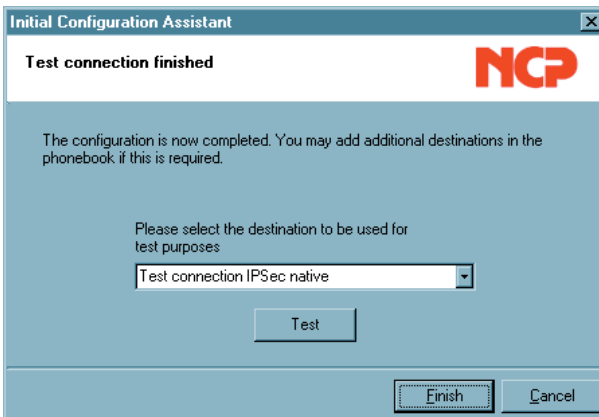 Initial Configuration Assistant
Test connection finished
NCP
The configuration is now completed. You may add additional destinations in the
phonebook if this is required.
Please select the destination to be used for
test purposes
Test connection IPSec native
Test
Finish
Cancel